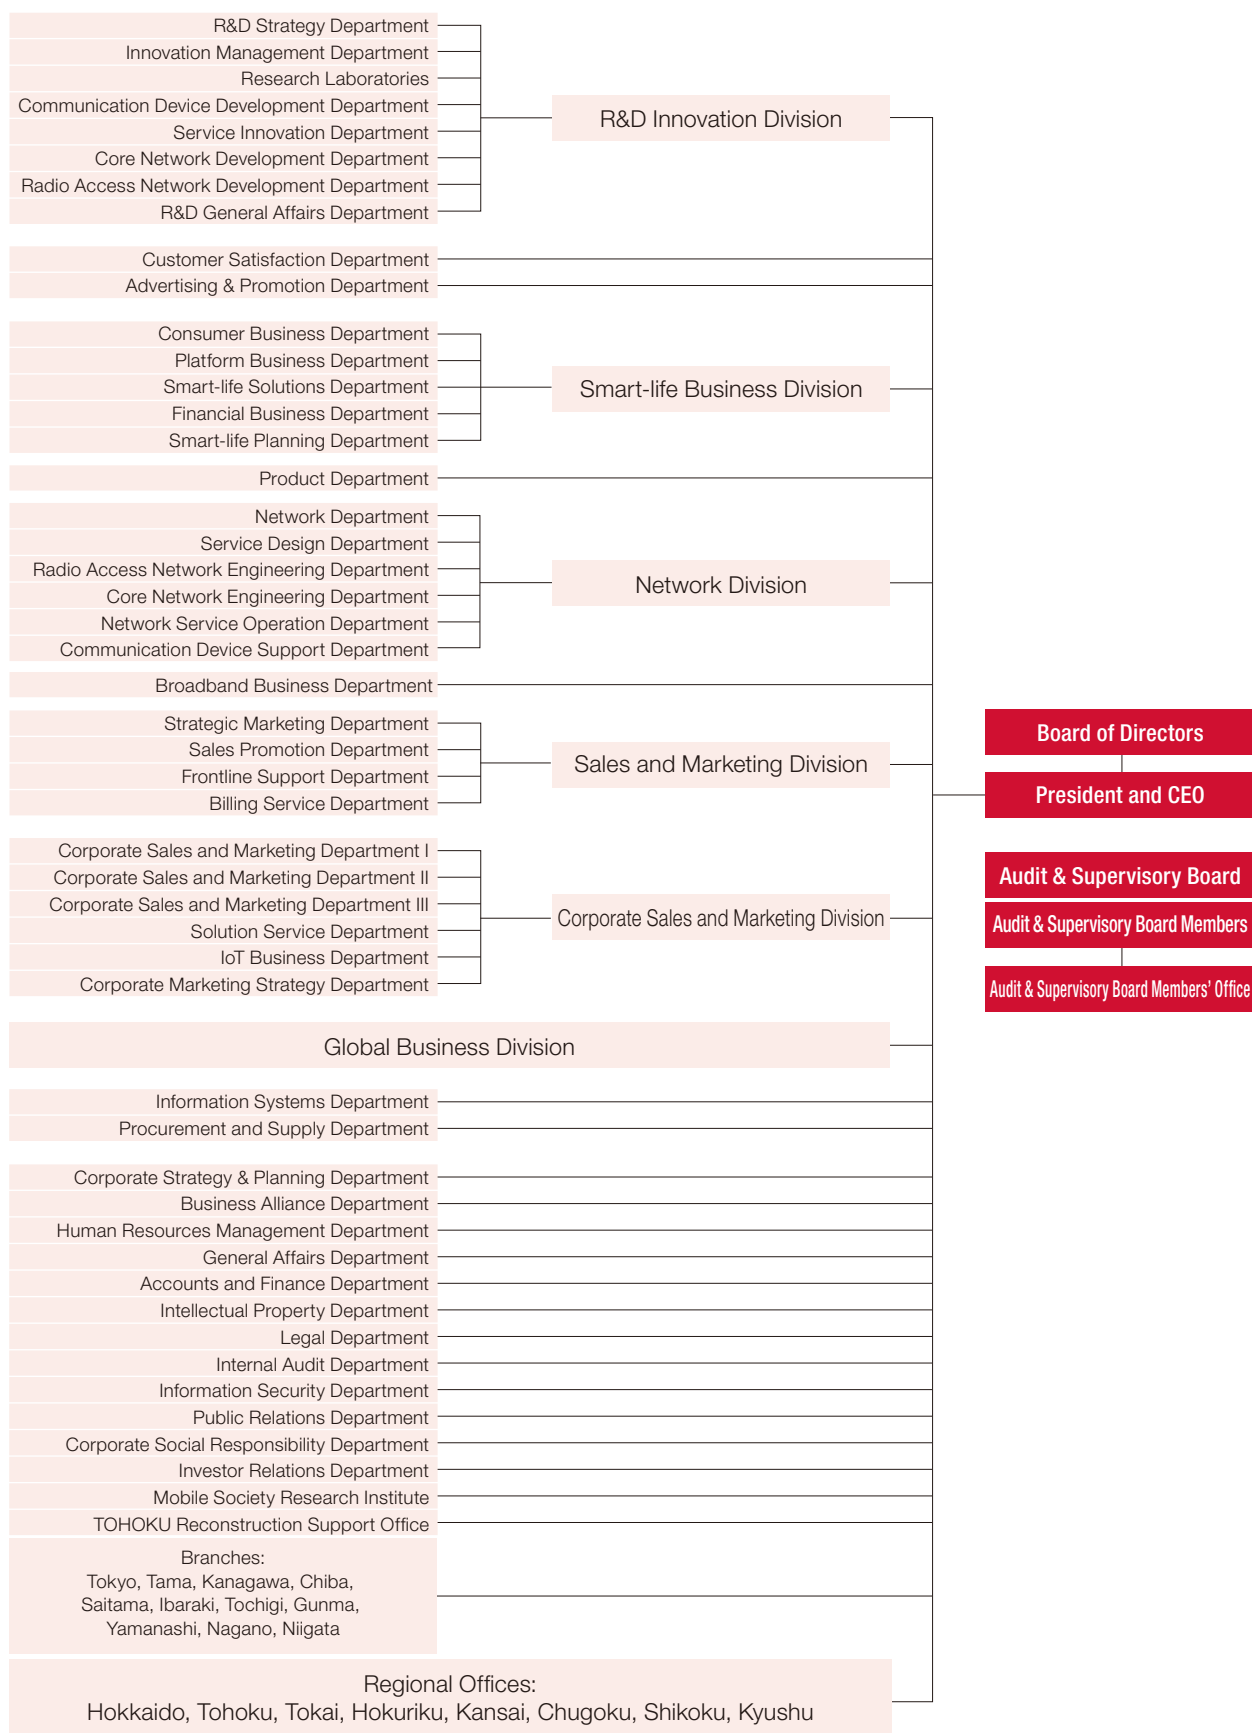 R&D Strategy Department
Innovation Management Department
Research Laboratories
Communication Device Development Department
Service Innovation Department
Core Network Development Department
Radio Access Network Development Department
R&D General Affairs Department
R&D Innovation Division
Customer Satisfaction Department
Advertising & Promotion Department
Consumer Business Department
Platform Business Department
Smart-life Solutions Department
Financial Business Department
Smart-life Planning Department
Smart-life Business Division
Product Department
Network Department
Service Design Department
Radio Access Network Engineering Department
Core Network Engineering Department
Network Service Operation Department
Communication Device Support Department
Network Division
Broadband Business Department
Strategic Marketing Department
Sales Promotion Department
Frontline Support Department
Billing Service Department
Sales and Marketing Division
Corporate Sales and Marketing Department I
Corporate Sales and Marketing Department II
Corporate Sales and Marketing Department III
Solution Service Department
IoT Business Department
Corporate Marketing Strategy Department
Corporate Sales and Marketing Division
Global Business Division
Information Systems Department
Procurement and Supply Department
Corporate Strategy & Planning Department
Business Alliance Department
Human Resources Management Department
General Affairs Department
Accounts and Finance Department
Intellectual Property Department
Legal Department
Internal Audit Department
Information Security Department
Public Relations Department
Corporate Social Responsibility Department
Investor Relations Department
Mobile Society Research Institute
TOHOKU Reconstruction Support Office
Branches:
Tokyo, Tama, Kanagawa, Chiba,
Saitama, Ibaraki, Tochigi, Gunma,
Yamanashi, Nagano, Niigata
Regional Offices:
Hokkaido, Tohoku, Tokai, Hokuriku, Kansai, Chugoku, Shikoku, Kyushu
Board of Directors
President and CEO
Audit & Supervisory Board
Audit & Supervisory Board Members
Audit & Supervisory Board Members' Office